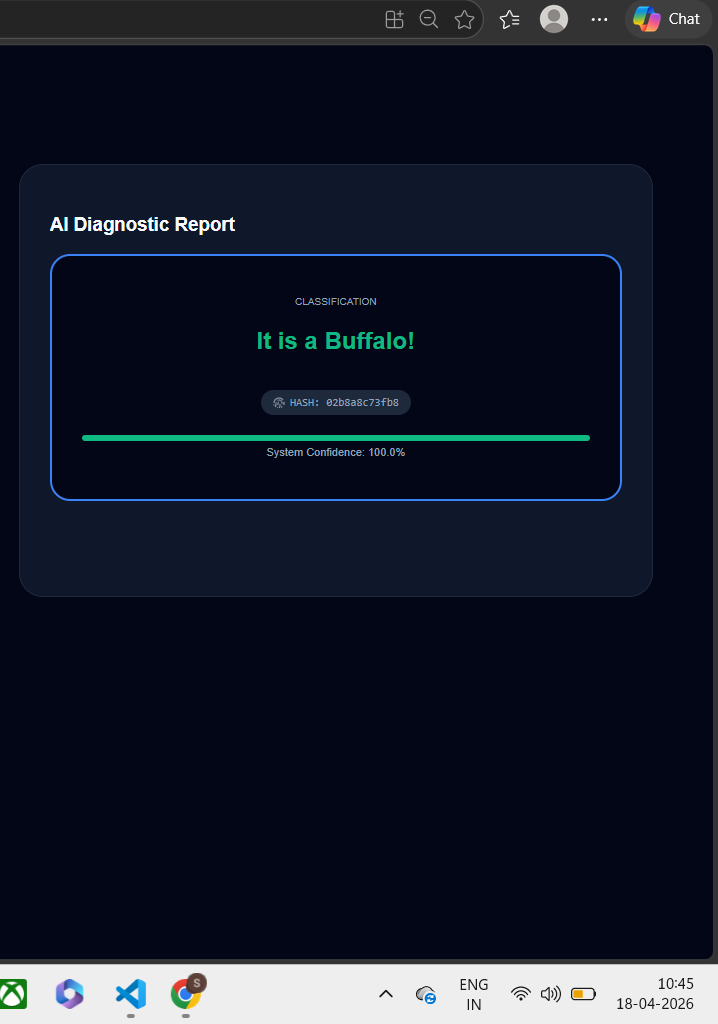 Chat
AI Diagnostic Report
CLASSIFICATION
It is a Buffalo!
HASH: 02b8a8c73fb8
System Confidence: 100.0%
S
ENG
IN
10:45
18-04-2026